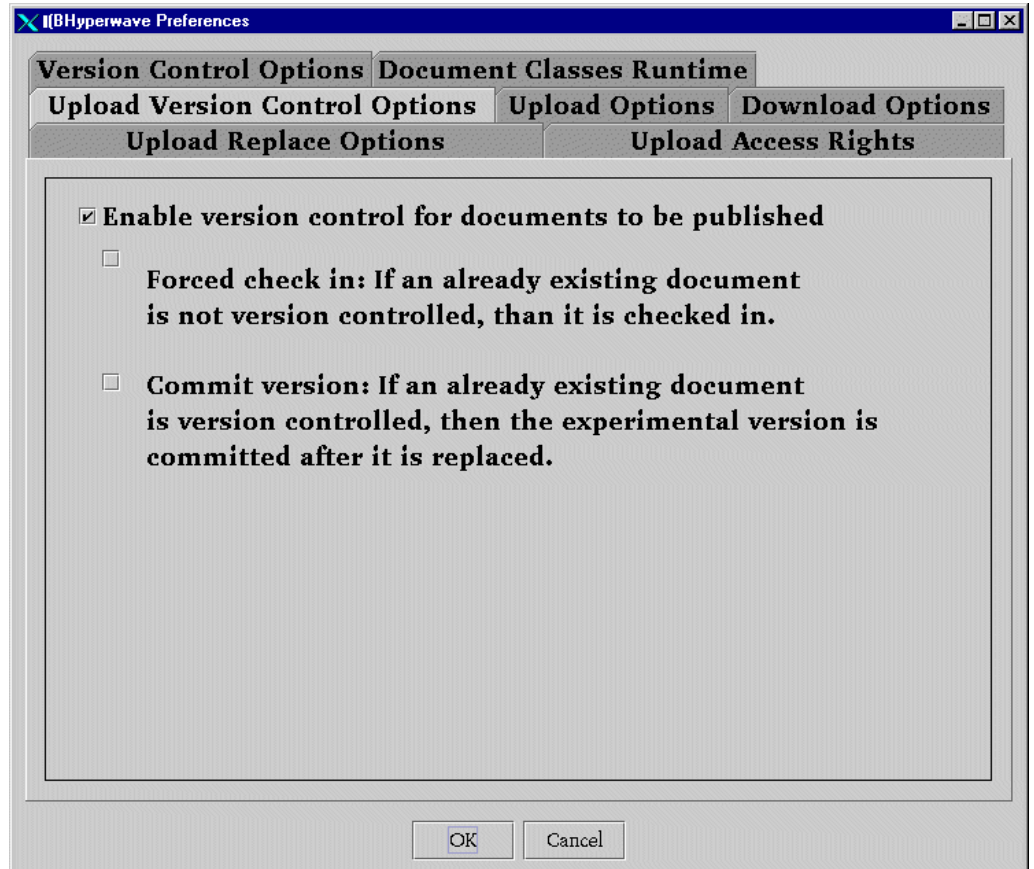 I(BHyperwave Preferences
Version Control Options Document Classes Runtime
Upload Version Control Options Upload Options Download Options
Upload Replace Options Upload Access Rights
Enable version control for documents to be published
Forced check in: If an already existing document
is not version controlled, than it is checked in.
Commit version: If an already existing document
is version controlled, then the experimental version is
committed after it is replaced.
OK Cancel